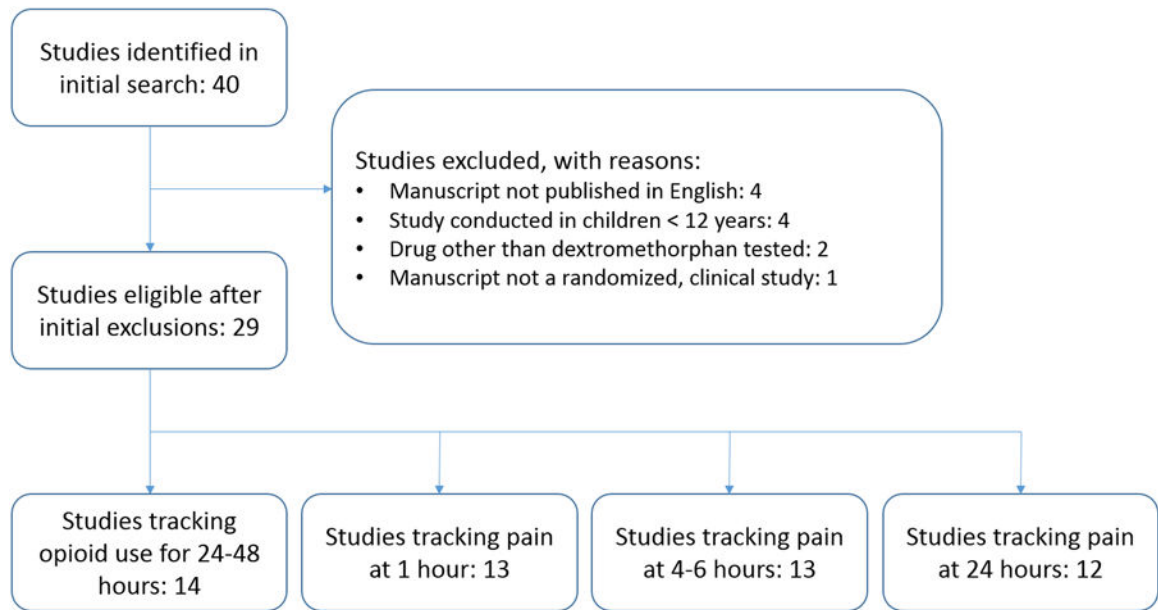 Studies identified in
initial search: 40
Studies excluded, with reasons:
• Manuscript not published in English: 4
• Study conducted in children < 12 years: 4
• Drug other than dextromethorphan tested: 2
• Manuscript not a randomized, clinical study: 1
Studies eligible after
initial exclusions: 29
Studies tracking
opioid use for 24-48
hours: 14
Studies tracking pain
at 1 hour: 13
Studies tracking pain
at 4-6 hours: 13
Studies tracking pain
at 24 hours: 12